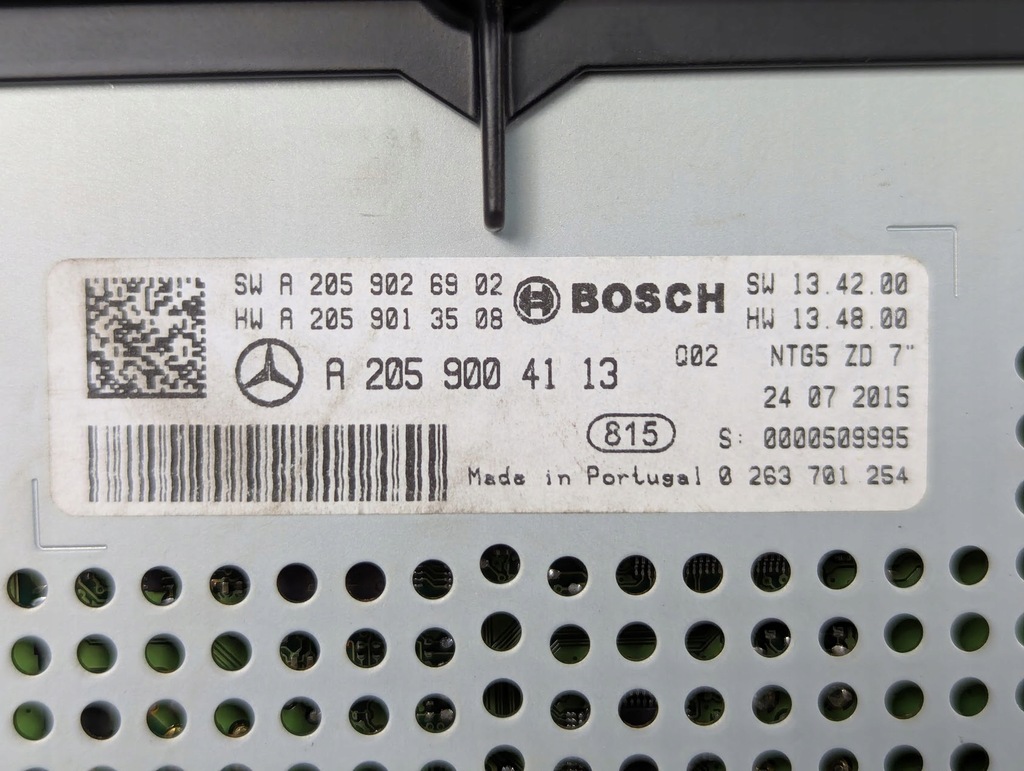 SW A 205 902 69 02
HW A 205 901 35 08
BOSCH
SW 13.42.00
HW 13.48.00
A 205 900 41 13
Q02
NTG5 ZD 7"
24 07 2015
815
S: 0000509995
Made in Portugal 0 263 701 254